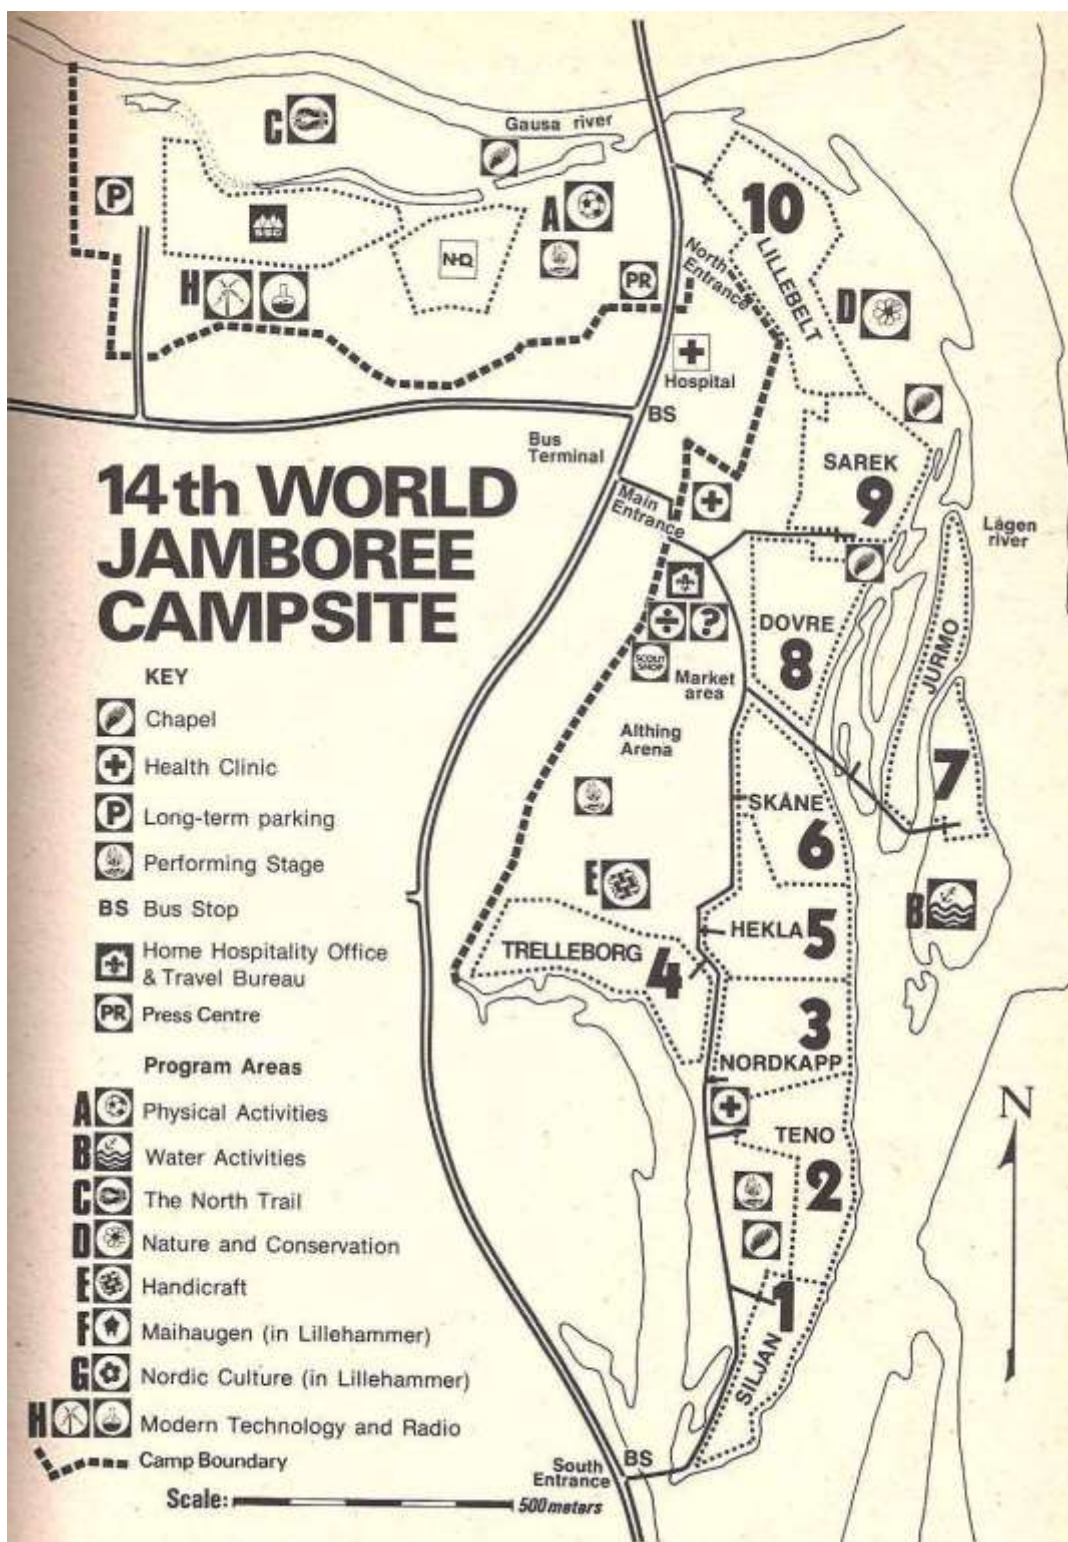 C
Gausa river
P
A
10
SSC
N·Q
North
Entrance
LILLEBELT
H
PR
D
Hospital
BS
Bus
Terminal
SAREK
9
14th WORLD
JAMBOREE
CAMPSITE
Main
Entrance
Lågen
river
DOVRE
8
JURMO
?
SCOUT
SHOP
Market
area
Althing
Arena
7
SKÅNE
6
E
B
HEKLA 5
TRELLEBORG 4
3
NORDKAPP
TENO
2
N
1
SILJAN
BS
South
Entrance
KEY
Chapel
Health Clinic
P Long-term parking
Performing Stage
BS Bus Stop
Home Hospitality Office
& Travel Bureau
PR Press Centre
Program Areas
A Physical Activities
B Water Activities
C The North Trail
D Nature and Conservation
E Handicraft
F Maihaugen (in Lillehammer)
G Nordic Culture (in Lillehammer)
H Modern Technology and Radio
Camp Boundary
Scale: 500 meters